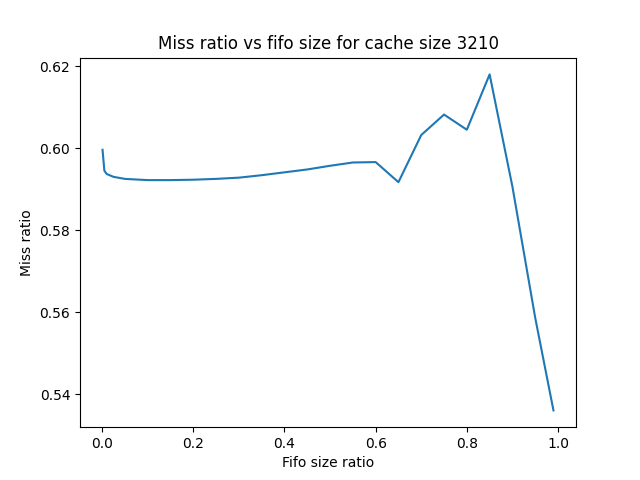 Miss ratio vs fifo size for cache size 3210
0.62
0.60
0.58
0.56
0.54
Miss ratio
0.0 0.2 0.4 0.6 0.8 1.0
Fifo size ratio